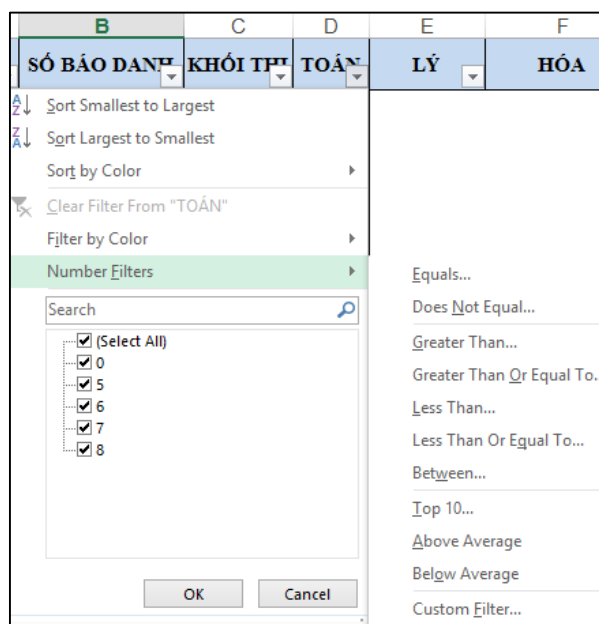 B C D E F
SỐ BÁO DANH KHỐI THI TOÁN LÝ HÓA
Sort Smallest to Largest
Sort Largest to Smallest
Sort by Color
Clear Filter From "TOÁN"
Filter by Color
Number Filters
Search
(Select All)
0
5
6
7
8
OK Cancel
Equals...
Does Not Equal...
Greater Than...
Greater Than Or Equal To..
Less Than...
Less Than Or Equal To...
Between...
Top 10...
Above Average
Below Average
Custom Filter...